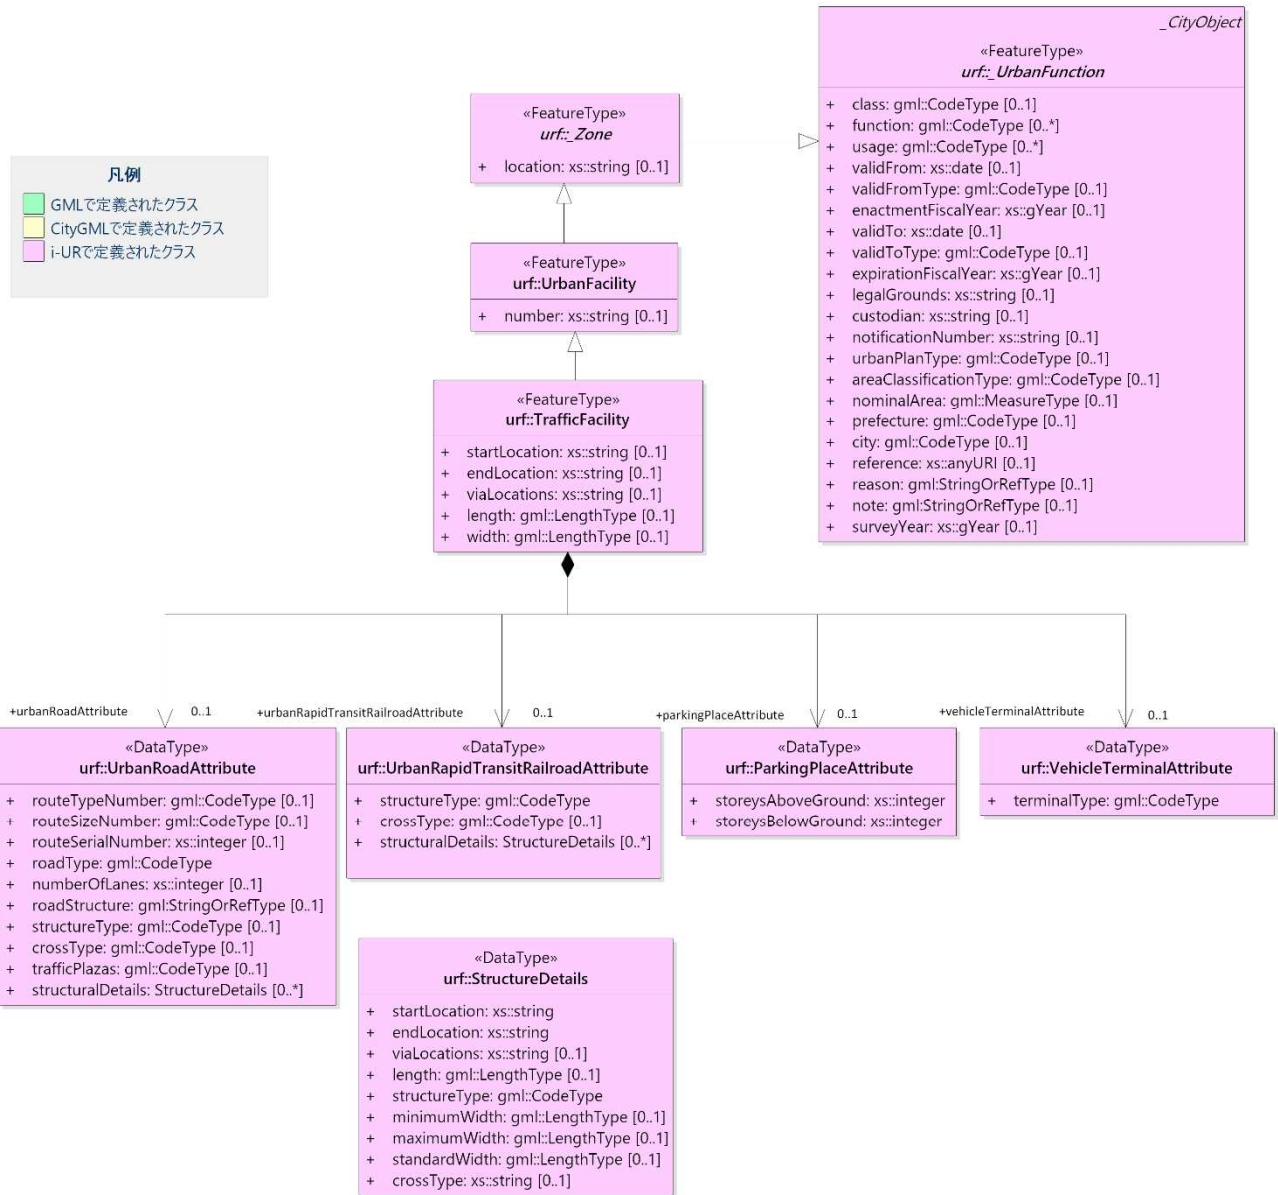 _CityObject
«FeatureType»
urf::_UrbanFunction
+ class: gml::CodeType [0..1]
+ function: gml::CodeType [0..*]
+ usage: gml::CodeType [0..*]
+ validFrom: xs::date [0..1]
+ validFromType: gml::CodeType [0..1]
+ enactmentFiscalYear: xs::gYear [0..1]
+ validTo: xs::date [0..1]
+ validToType: gml::CodeType [0..1]
+ expirationFiscalYear: xs::gYear [0..1]
+ legalGrounds: xs::string [0..1]
+ custodian: xs::string [0..1]
+ notificationNumber: xs::string [0..1]
+ urbanPlanType: gml::CodeType [0..1]
+ areaClassificationType: gml::CodeType [0..1]
+ nominalArea: gml::MeasureType [0..1]
+ prefecture: gml::CodeType [0..1]
+ city: gml::CodeType [0..1]
+ reference: xs::anyURI [0..1]
+ reason: gml:StringOrRefType [0..1]
+ note: gml:StringOrRefType [0..1]
+ surveyYear: xs::gYear [0..1]
«FeatureType»
urf::_Zone
+ location: xs::string [0..1]
凡例
GMLで定義されたクラス
CityGMLで定義されたクラス
i-URで定義されたクラス
«FeatureType»
urf::UrbanFacility
+ number: xs::string [0..1]
«FeatureType»
urf::TrafficFacility
+ startLocation: xs::string [0..1]
+ endLocation: xs::string [0..1]
+ viaLocations: xs::string [0..1]
+ length: gml::LengthType [0..1]
+ width: gml::LengthType [0..1]
+urbanRoadAttribute 0..1
+urbanRapidTransitRailroadAttribute 0..1
+parkingPlaceAttribute 0..1
+vehicleTerminalAttribute 0..1
«DataType»
urf::UrbanRoadAttribute
+ routeTypeNumber: gml::CodeType [0..1]
+ routeSizeNumber: gml::CodeType [0..1]
+ routeSerialNumber: xs::integer [0..1]
+ roadType: gml::CodeType
+ numberOfLanes: xs::integer [0..1]
+ roadStructure: gml:StringOrRefType [0..1]
+ structureType: gml::CodeType [0..1]
+ crossType: gml::CodeType [0..1]
+ trafficPlazas: gml::CodeType [0..1]
+ structuralDetails: StructureDetails [0..*]
«DataType»
urf::UrbanRapidTransitRailroadAttribute
+ structureType: gml::CodeType
+ crossType: gml::CodeType [0..1]
+ structuralDetails: StructureDetails [0..*]
«DataType»
urf::ParkingPlaceAttribute
+ storeysAboveGround: xs::integer
+ storeysBelowGround: xs::integer
«DataType»
urf::VehicleTerminalAttribute
+ terminalType: gml::CodeType
«DataType»
urf::StructureDetails
+ startLocation: xs::string
+ endLocation: xs::string
+ viaLocations: xs::string [0..1]
+ length: gml::LengthType [0..1]
+ structureType: gml::CodeType
+ minimumWidth: gml::LengthType [0..1]
+ maximumWidth: gml::LengthType [0..1]
+ standardWidth: gml::LengthType [0..1]
+ crossType: xs::string [0..1]